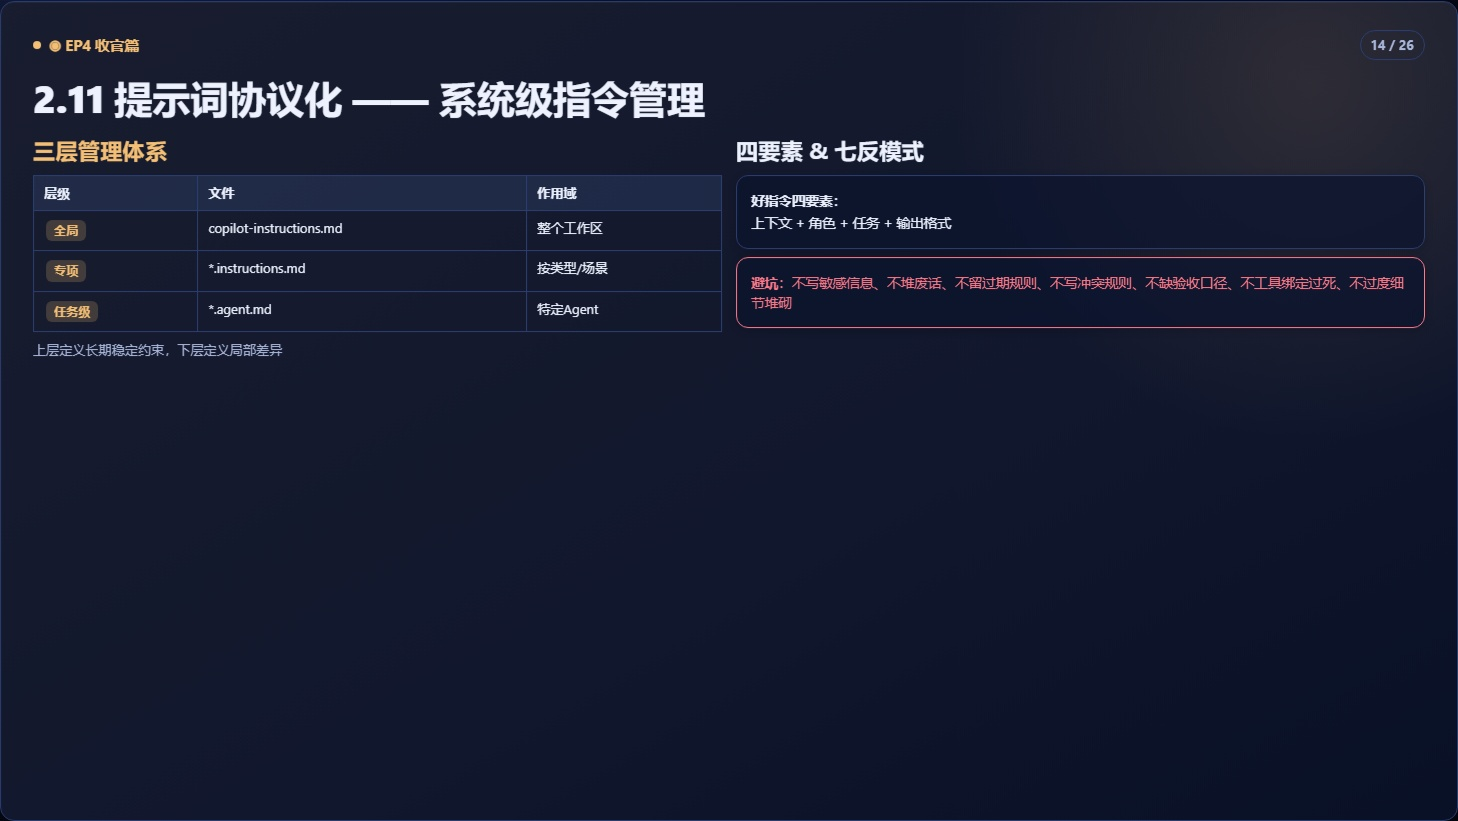 EP4 收官篇
14 / 26
2.11 提示词协议化 —— 系统级指令管理
三层管理体系
层级 文件 作用域
全局 copilot-instructions.md 整个工作区
专项 *.instructions.md 按类型/场景
任务级 *.agent.md 特定Agent
上层定义长期稳定约束，下层定义局部差异
四要素 & 七反模式
好指令四要素：
上下文 + 角色 + 任务 + 输出格式
避坑：不写敏感信息、不堆废话、不留过期规则、不写冲突规则、不缺验收口径、不工具绑定过死、不过度细
节堆砌